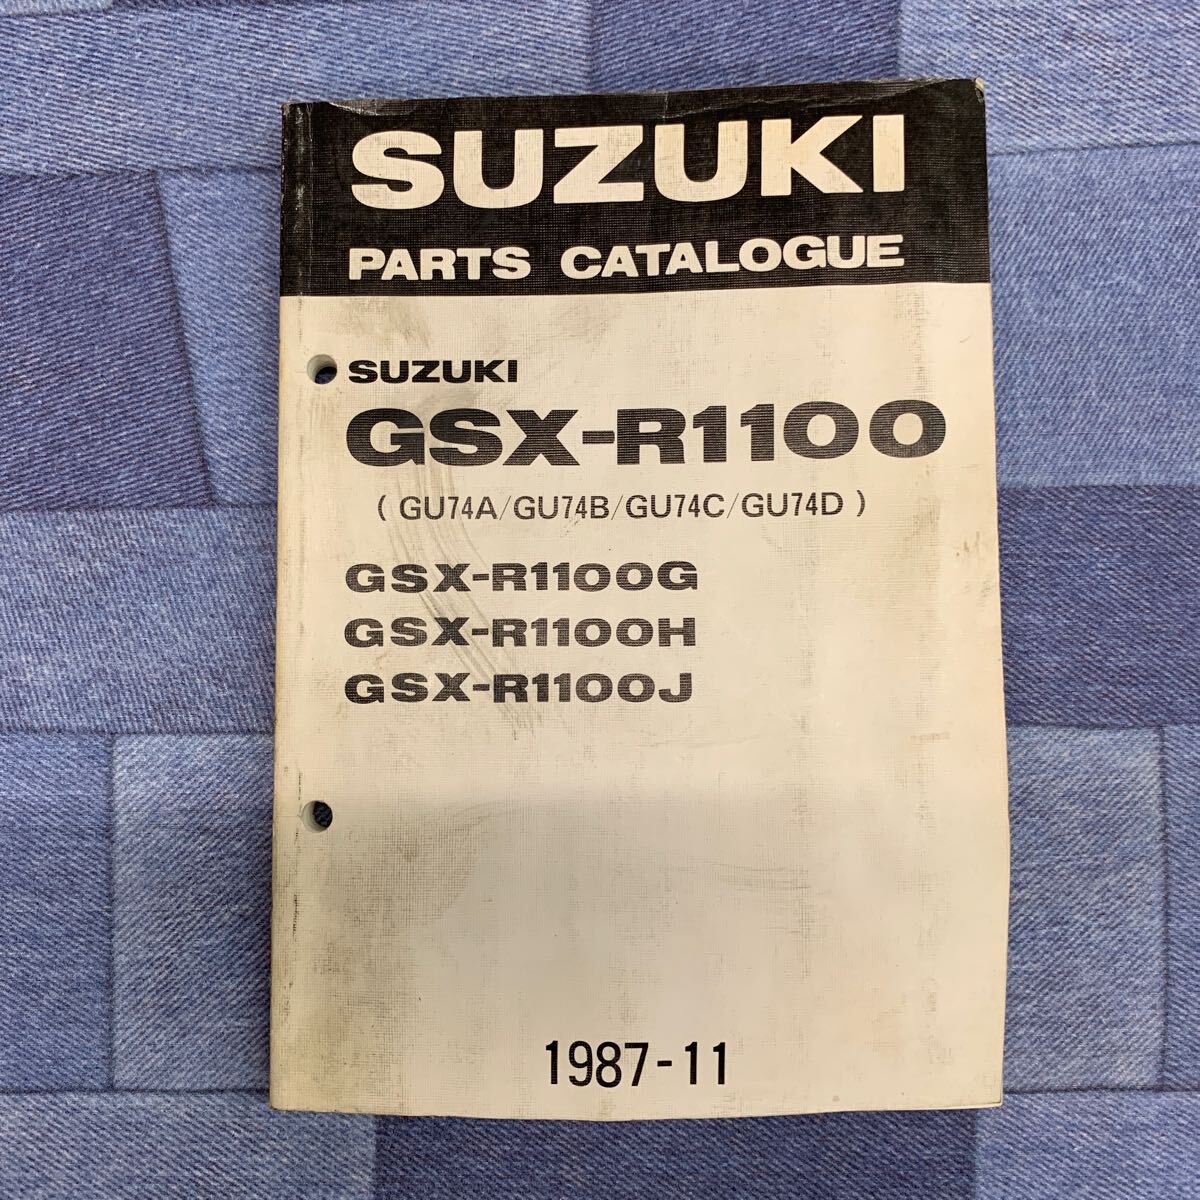 SUZUKI
PARTS CATALOGUE
SUZUKI
GSX-R1100
( GU74A/GU74B/GU74C/GU74D )
GSX-R1100G
GSX-R1100H
GSX-R1100J
1987-11